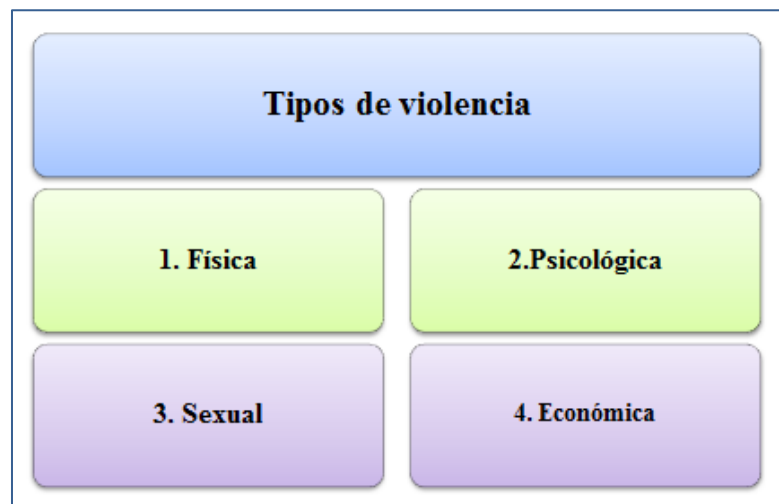 Tipos de violencia
1. Física
2.Psicológica
3. Sexual
4. Económica